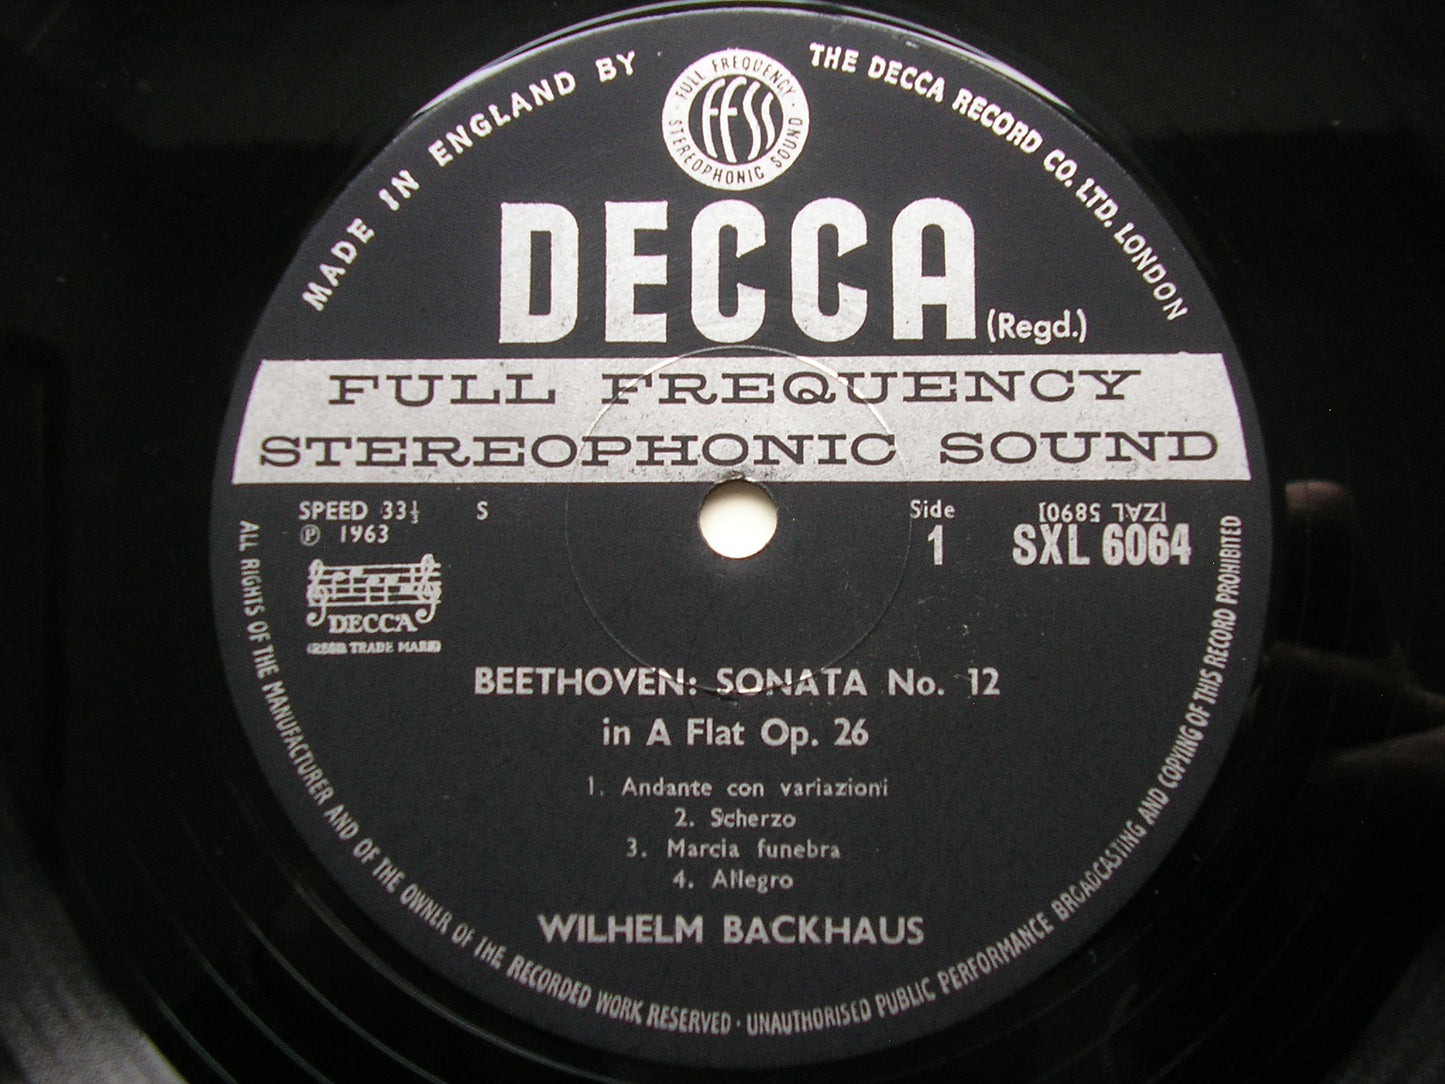 MADE IN ENGLAND BY
THE DECCA RECORD CO. LTD. LONDON
FULL FREQUENCY
STEREOPHONIC SOUND
FFSS
DECCA (Regd.)
FULL FREQUENCY
STEREOPHONIC SOUND
SPEED 33⅓ S
Ⓟ 1963
Side
1
[ZAL 5890]
SXL 6064
DECCA
(REGD. TRADE MARK)
BEETHOVEN: SONATA No. 12
in A Flat Op. 26
1. Andante con variazioni
2. Scherzo
3. Marcia funebra
4. Allegro
WILHELM BACKHAUS
ALL RIGHTS OF THE MANUFACTURER AND OF THE OWNER OF THE RECORDED WORK RESERVED · UNAUTHORISED PUBLIC PERFORMANCE BROADCASTING AND COPYING OF THIS RECORD PROHIBITED